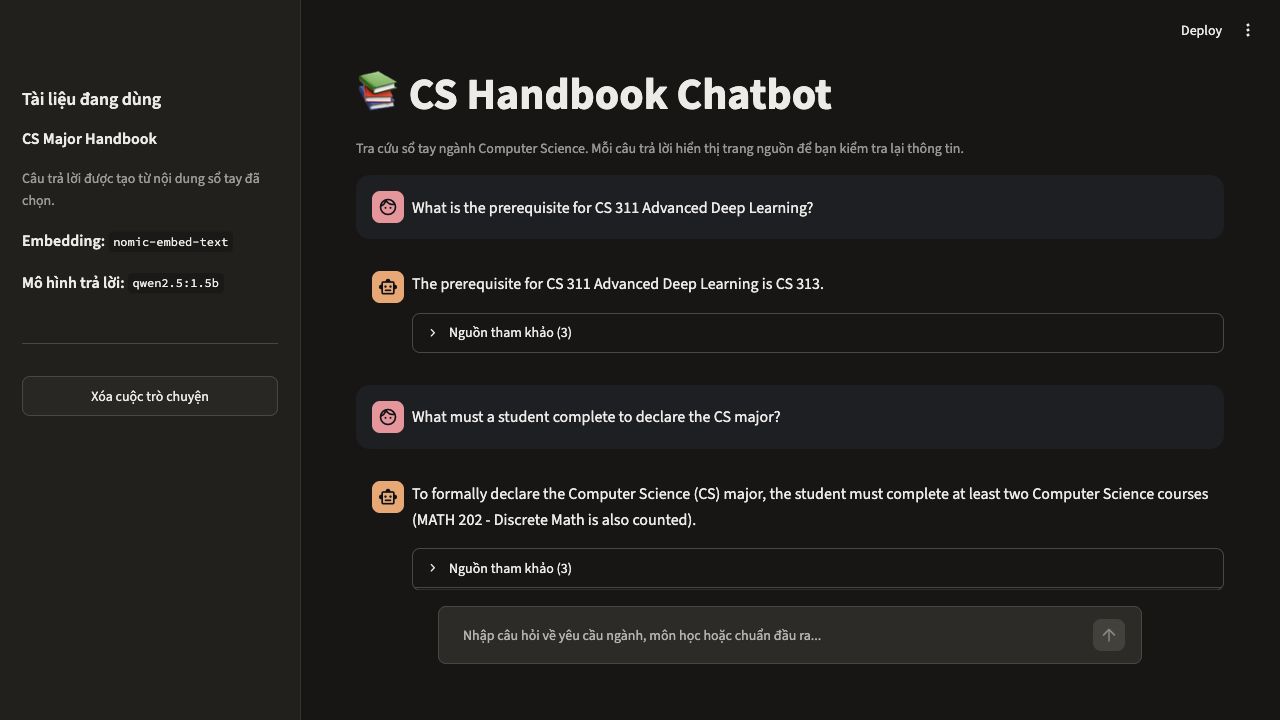 Deploy
Tài liệu đang dùng
CS Major Handbook
Câu trả lời được tạo từ nội dung sổ tay đã
chọn.
Embedding: nomic-embed-text
Mô hình trả lời: qwen2.5:1.5b
Xóa cuộc trò chuyện
CS Handbook Chatbot
Tra cứu sổ tay ngành Computer Science. Mỗi câu trả lời hiển thị trang nguồn để bạn kiểm tra lại thông tin.
What is the prerequisite for CS 311 Advanced Deep Learning?
The prerequisite for CS 311 Advanced Deep Learning is CS 313.
Nguồn tham khảo (3)
What must a student complete to declare the CS major?
To formally declare the Computer Science (CS) major, the student must complete at least two Computer Science courses
(MATH 202 - Discrete Math is also counted).
Nguồn tham khảo (3)
Nhập câu hỏi về yêu cầu ngành, môn học hoặc chuẩn đầu ra...